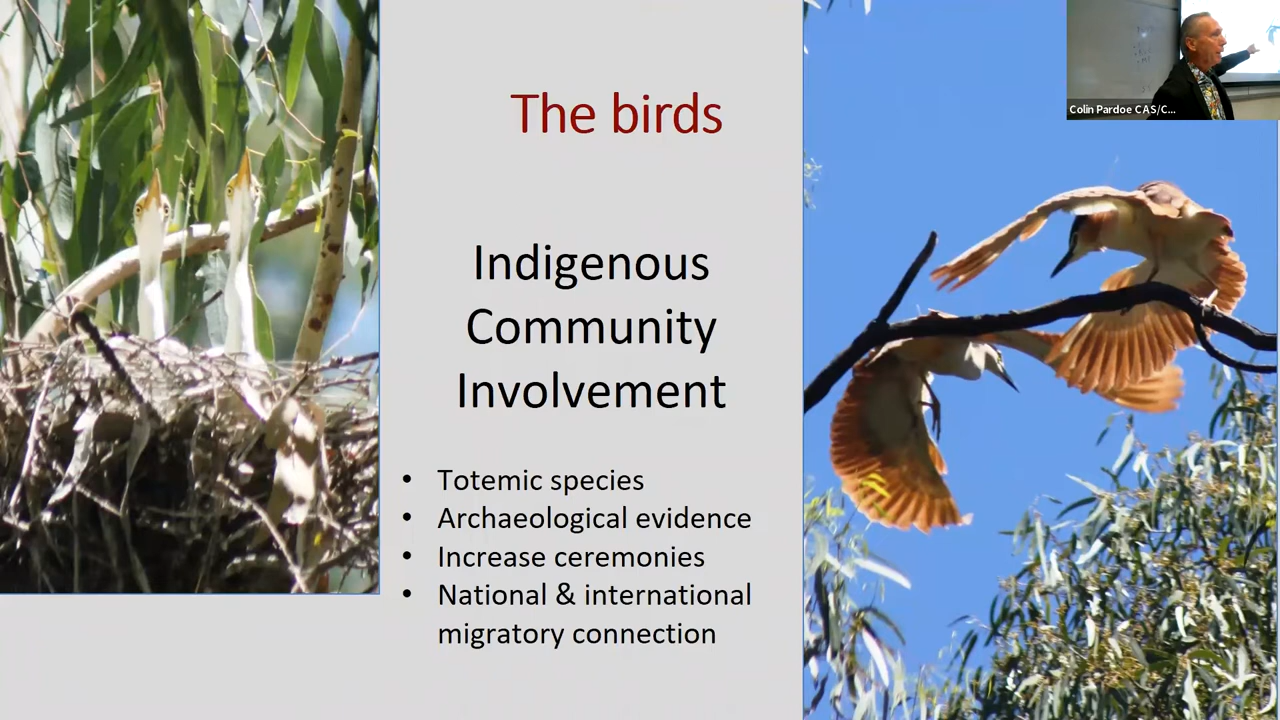 The birds
Indigenous
Community
Involvement
• Totemic species
• Archaeological evidence
• Increase ceremonies
• National & international
migratory connection
Colin Pardoe CAS/C...